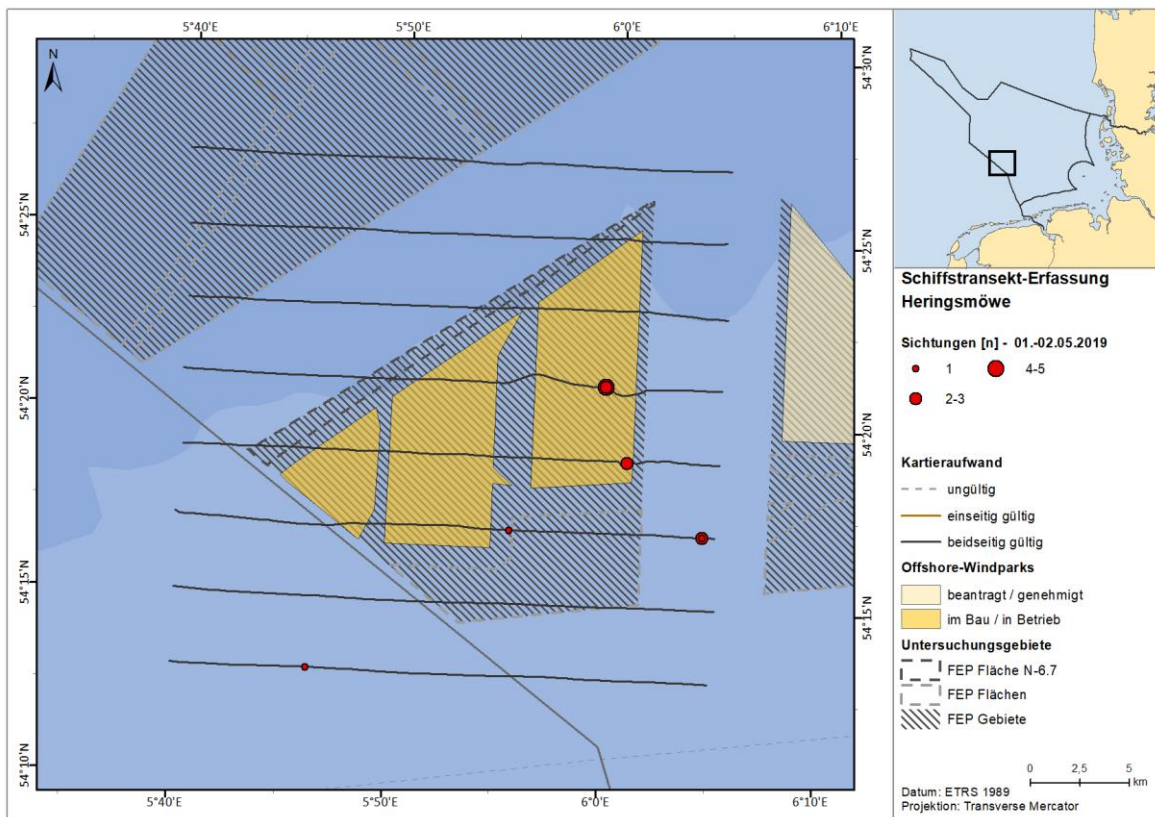 5°40'E 5°50'E 6°0'E 6°10'E
N
54°30'N
54°25'N
54°25'N
54°20'N
54°20'N
54°15'N
54°15'N
54°10'N
5°40'E 5°50'E 6°0'E 6°10'E
Schiffstransekt-Erfassung
Heringsmöwe
Sichtungen [n] - 01.-02.05.2019
1 4-5
2-3
Kartieraufwand
ungültig
einseitig gültig
beidseitig gültig
Offshore-Windparks
beantragt / genehmigt
im Bau / in Betrieb
Untersuchungsgebiete
FEP Fläche N-6.7
FEP Flächen
FEP Gebiete
0 2,5 5
km
Datum: ETRS 1989
Projektion: Transverse Mercator